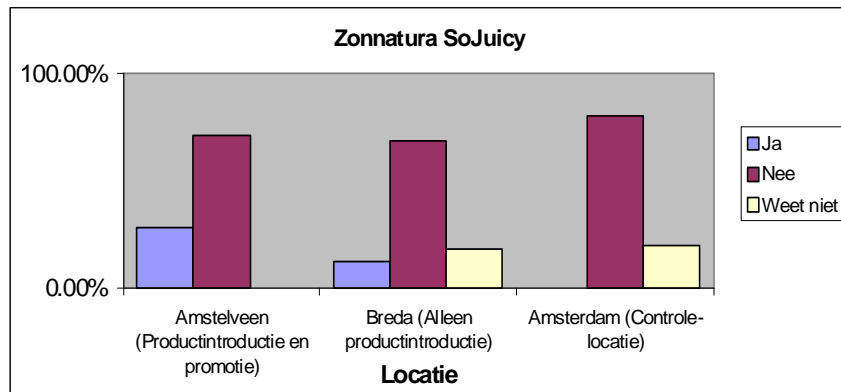 Zonnatura SoJuicy
100.00%
0.00%
Ja
Nee
Weet niet
Amstelveen
(Productintroductie en
promotie)
Breda (Alleen
productintroductie)
Amsterdam (Controle-
locatie)
Locatie